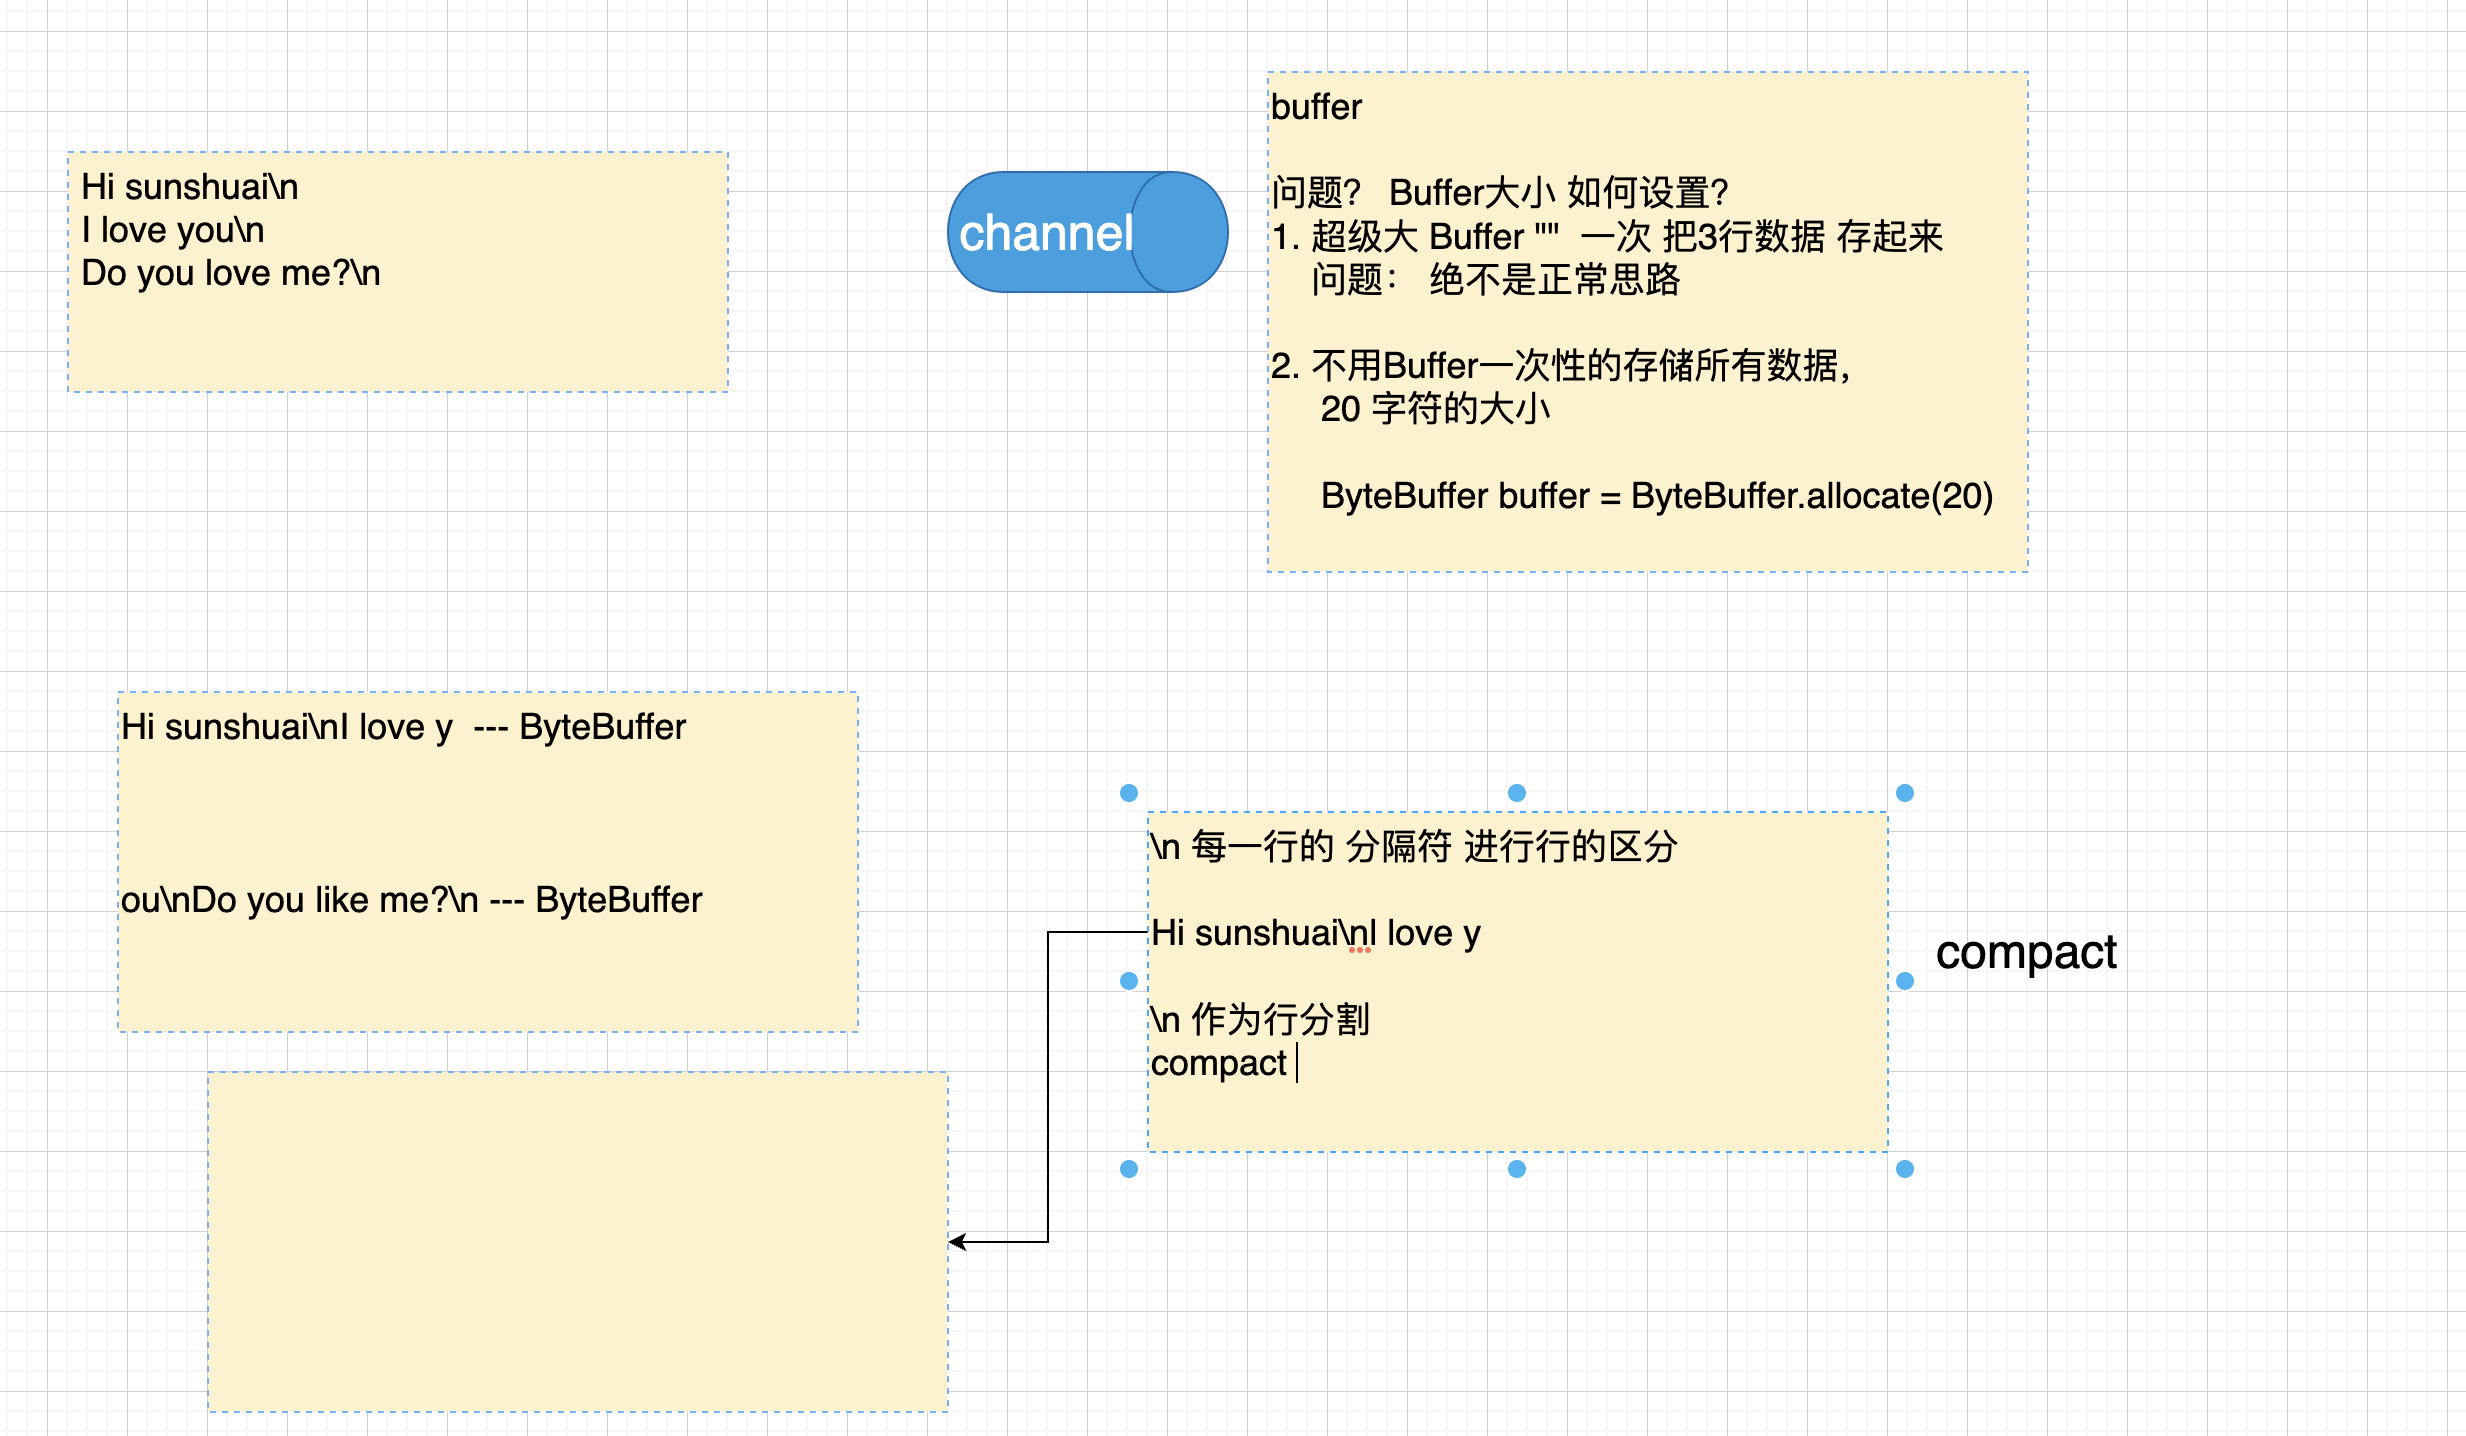 Hi sunshuai\n
I love you\n
Do you love me?\n
channel
buffer
问题? Buffer大小 如何设置?
1. 超级大 Buffer "" 一次 把3行数据 存起来
问题： 绝不是正常思路
2. 不用Buffer一次性的存储所有数据，
20 字符的大小
ByteBuffer buffer = ByteBuffer.allocate(20)
Hi sunshuai\nI love y --- ByteBuffer
ou\nDo you like me?\n --- ByteBuffer
\n 每一行的 分隔符 进行行的区分
Hi sunshuai\nI love y
\n 作为行分割
compact
compact